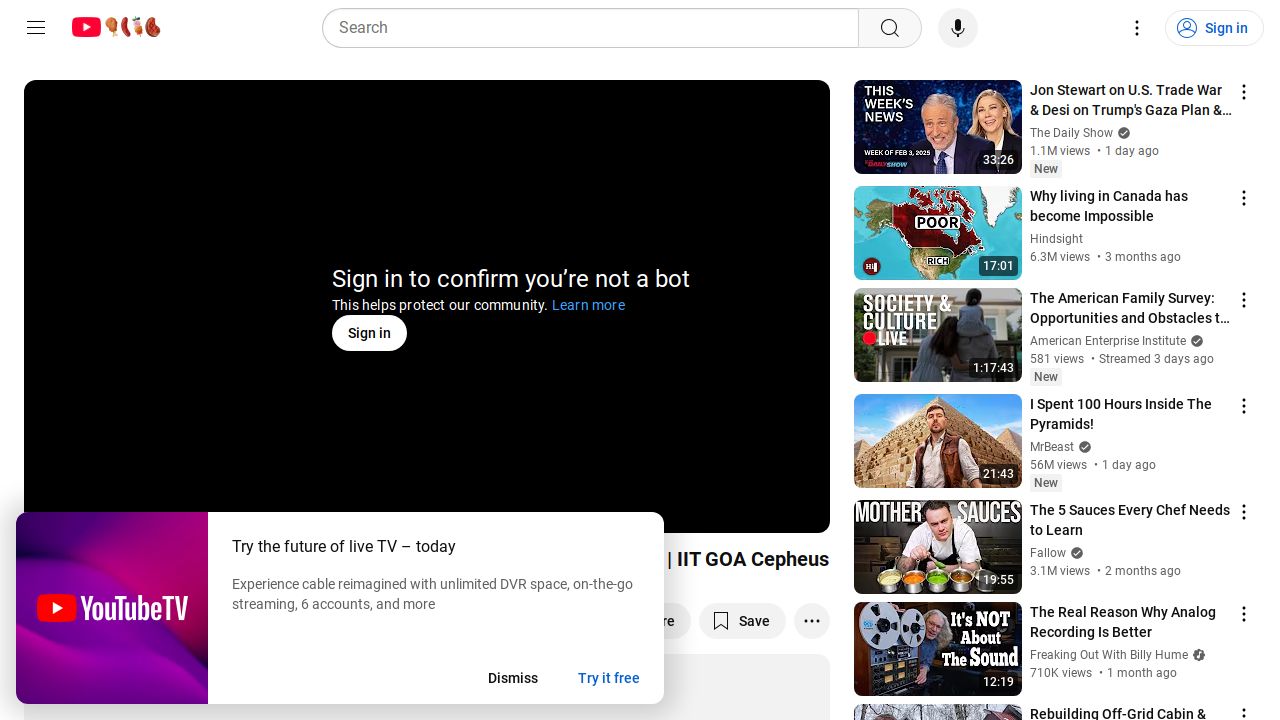 Search
Sign in
Sign in to confirm you’re not a bot
This helps protect our community. Learn more
Sign in
| IIT GOA Cepheus
re
Save
YouTubeTV
Try the future of live TV – today
Experience cable reimagined with unlimited DVR space, on-the-go
streaming, 6 accounts, and more
Dismiss
Try it free
THIS
WEEK'S
NEWS
WEEK OF FEB 3, 2025
33:26
Jon Stewart on U.S. Trade War
& Desi on Trump's Gaza Plan &...
The Daily Show
1.1M views • 1 day ago
New
POOR
RICH
17:01
Why living in Canada has
become Impossible
Hindsight
6.3M views • 3 months ago
SOCIETY &
CULTURE
LIVE
1:17:43
The American Family Survey:
Opportunities and Obstacles t...
American Enterprise Institute
581 views • Streamed 3 days ago
New
21:43
I Spent 100 Hours Inside The
Pyramids!
MrBeast
56M views • 1 day ago
New
MOTHER SAUCES
19:55
The 5 Sauces Every Chef Needs
to Learn
Fallow
3.1M views • 2 months ago
It's NOT
About
The Sound
12:19
The Real Reason Why Analog
Recording Is Better
Freaking Out With Billy Hume
710K views • 1 month ago
Rebuilding Off-Grid Cabin &